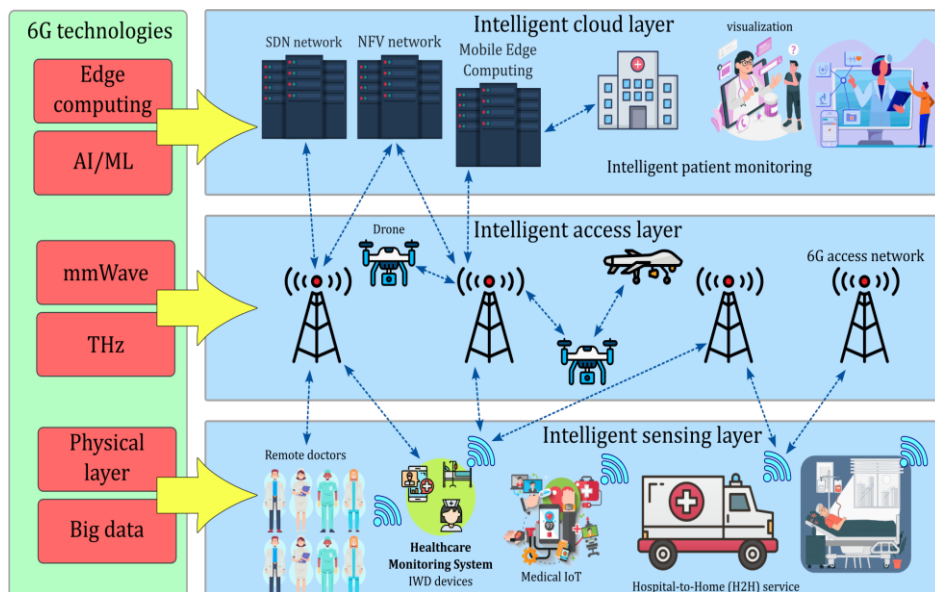 6G technologies
Edge
computing
AI/ML
mmWave
THz
Physical
layer
Big data
Intelligent cloud layer
SDN network
NFV network
Mobile Edge
Computing
visualization
Intelligent patient monitoring
Intelligent access layer
Drone
6G access network
Intelligent sensing layer
Remote doctors
Healthcare
Monitoring System
IWD devices
Medical IoT
Hospital-to-Home (H2H) service